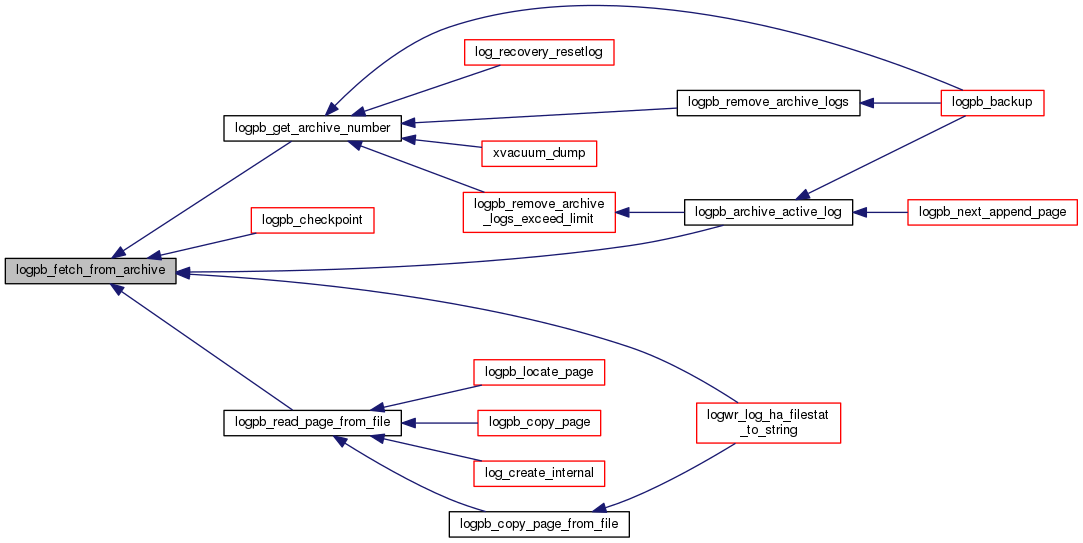 log_recovery_resetlog
logpb_remove_archive_logs
logpb_backup
logpb_get_archive_number
xvacuum_dump
logpb_remove_archive
_logs_exceed_limit
logpb_archive_active_log
logpb_next_append_page
logpb_checkpoint
logpb_fetch_from_archive
logpb_locate_page
logwr_log_ha_filestat
_to_string
logpb_read_page_from_file
logpb_copy_page
log_create_internal
logpb_copy_page_from_file